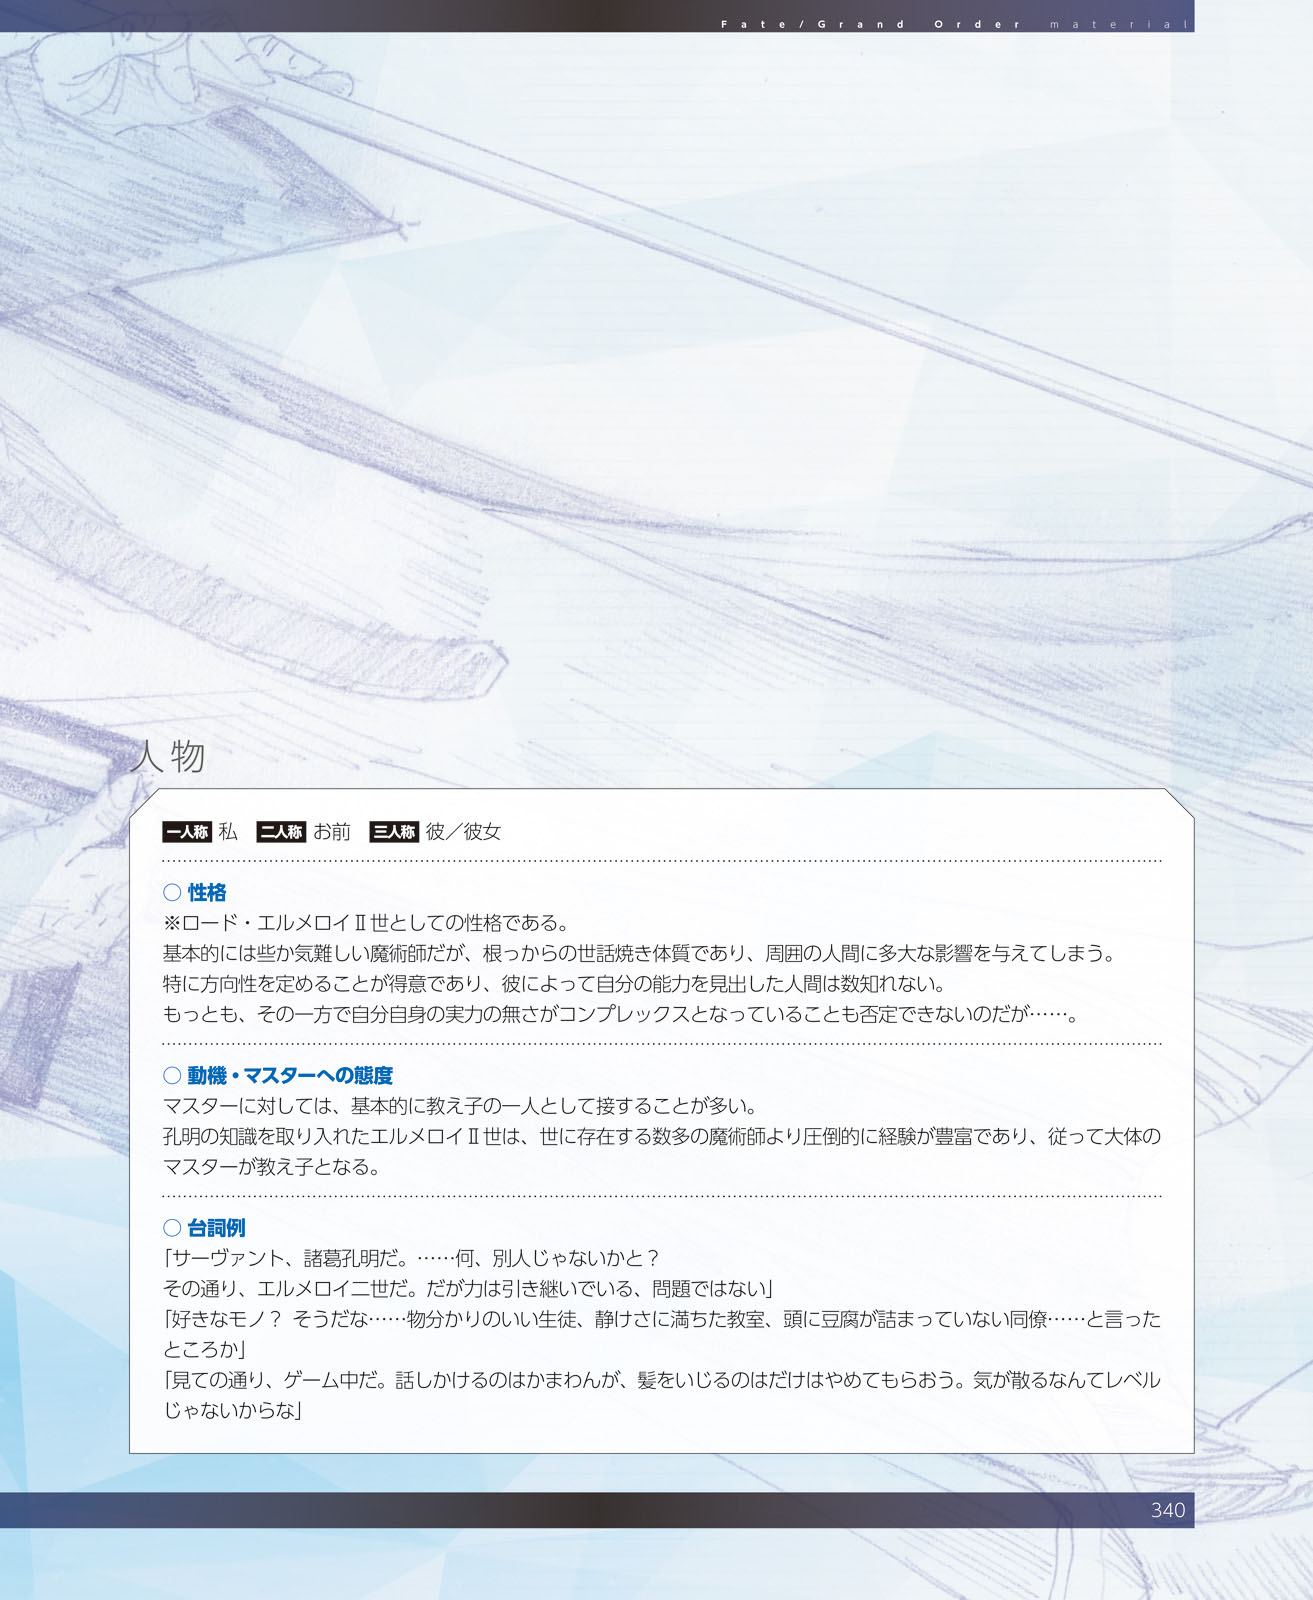 Fate/Grand Order material
人物
一人称 私 二人称 お前 三人称 彼／彼女
○ 性格
※ロード・エルメロイⅡ世としての性格である。
基本的には些か気難しい魔術師だが、根っからの世話焼き体質であり、周囲の人間に多大な影響を与えてしまう。
特に方向性を定めることが得意であり、彼によって自分の能力を見出した人間は数知れない。
もっとも、その一方で自分自身の実力の無さがコンプレックスとなっていることも否定できないのだが……。
○ 動機・マスターへの態度
マスターに対しては、基本的に教え子の一人として接することが多い。
孔明の知識を取り入れたエルメロイⅡ世は、世に存在する数多の魔術師より圧倒的に経験が豊富であり、従って大体の
マスターが教え子となる。
○ 台詞例
「サーヴァント、諸葛孔明だ。……何、別人じゃないかと？
その通り、エルメロイ二世だ。だが力は引き継いでいる、問題ではない」
「好きなモノ？ そうだな……物分かりのいい生徒、静けさに満ちた教室、頭に豆腐が詰まっていない同僚……と言った
ところか」
「見ての通り、ゲーム中だ。話しかけるのはかまわんが、髪をいじるのはだけはやめてもらおう。気が散るなんてレベル
じゃないからな」
340